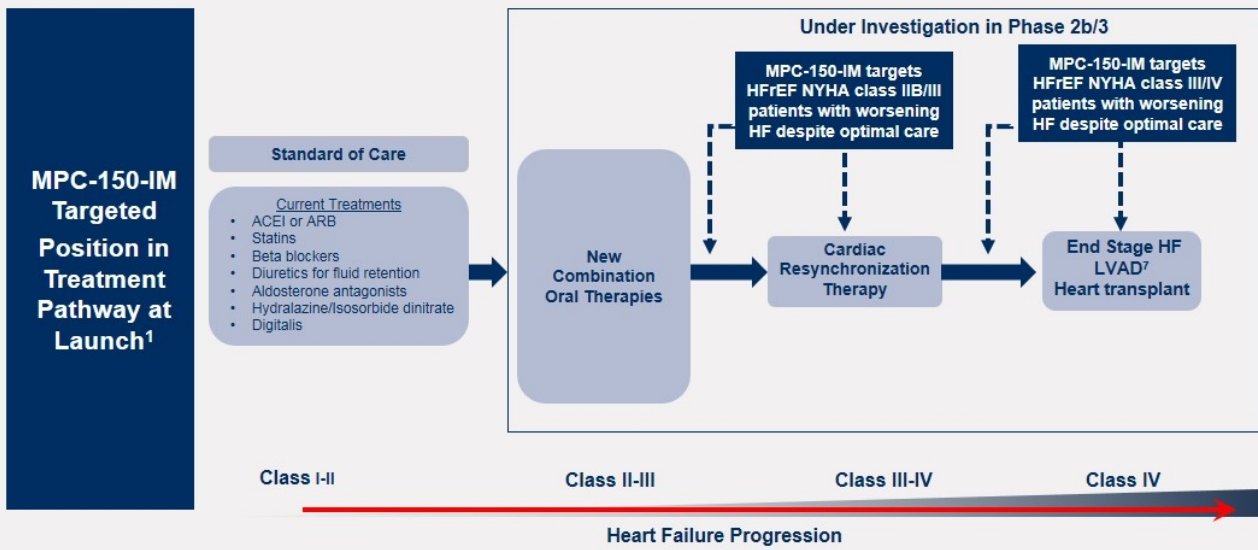 MPC-150-IM
Targeted
Position in
Treatment
Pathway at
Launch1
Standard of Care
Current Treatments
• ACEI or ARB
• Statins
• Beta blockers
• Diuretics for fluid retention
• Aldosterone antagonists
• Hydralazine/Isosorbide dinitrate
• Digitalis
Under Investigation in Phase 2b/3
MPC-150-IM targets
HFrEF NYHA class IIB/III
patients with worsening
HF despite optimal care
MPC-150-IM targets
HFrEF NYHA class III/IV
patients with worsening
HF despite optimal care
New
Combination
Oral Therapies
Cardiac
Resynchronization
Therapy
End Stage HF
LVAD7
Heart transplant
Class I-II
Class II-III
Class III-IV
Class IV
Heart Failure Progression